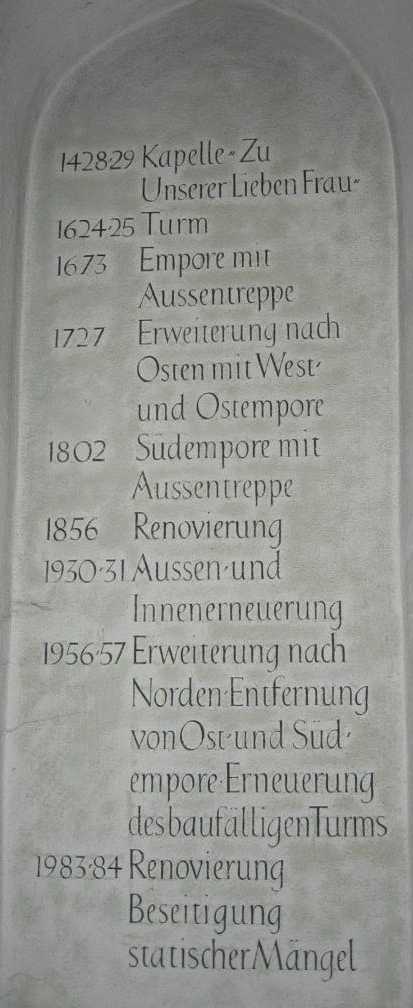 1428·29 Kapelle „Zu
Unserer Lieben Frau“
1624·25 Turm
1673 Empore mit
Aussentreppe
1727 Erweiterung nach
Osten mit West-
und Ostempore
1802 Südempore mit
Aussentreppe
1856 Renovierung
1930·31 Aussen- und
Innenerneuerung
1956·57 Erweiterung nach
Norden·Entfernung
von Ost- und Süd-
empore·Erneuerung
des baufälligen Turms
1983·84 Renovierung
Beseitigung
statischer Mängel